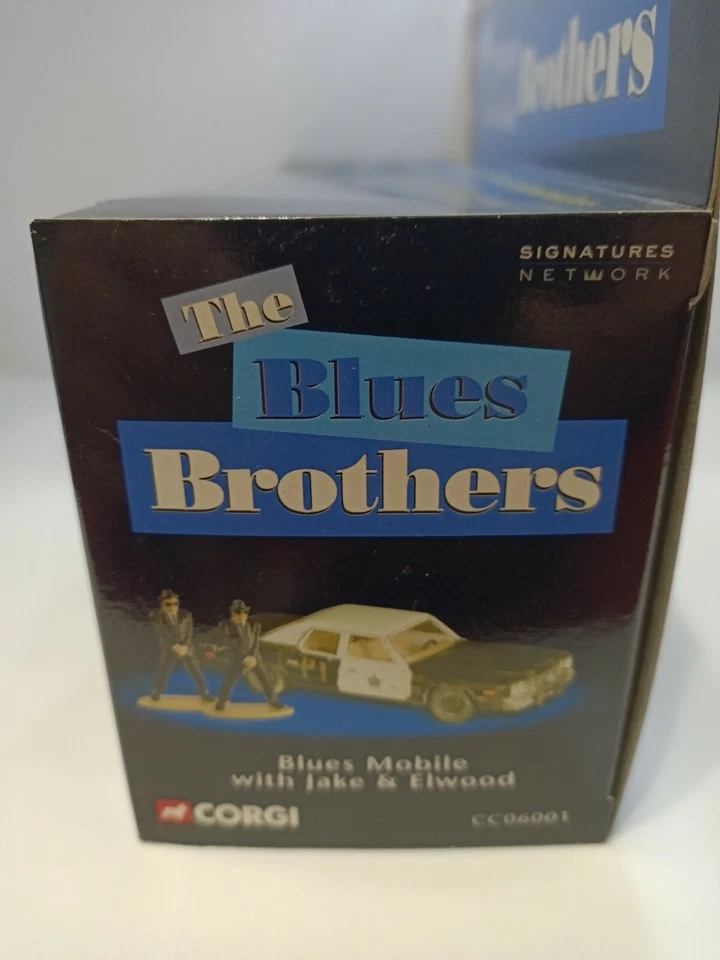 Brothers
SIGNATURES
NETWORK
The
Blues
Brothers
Blues Mobile
with Jake & Elwood
CORGI
CC06001